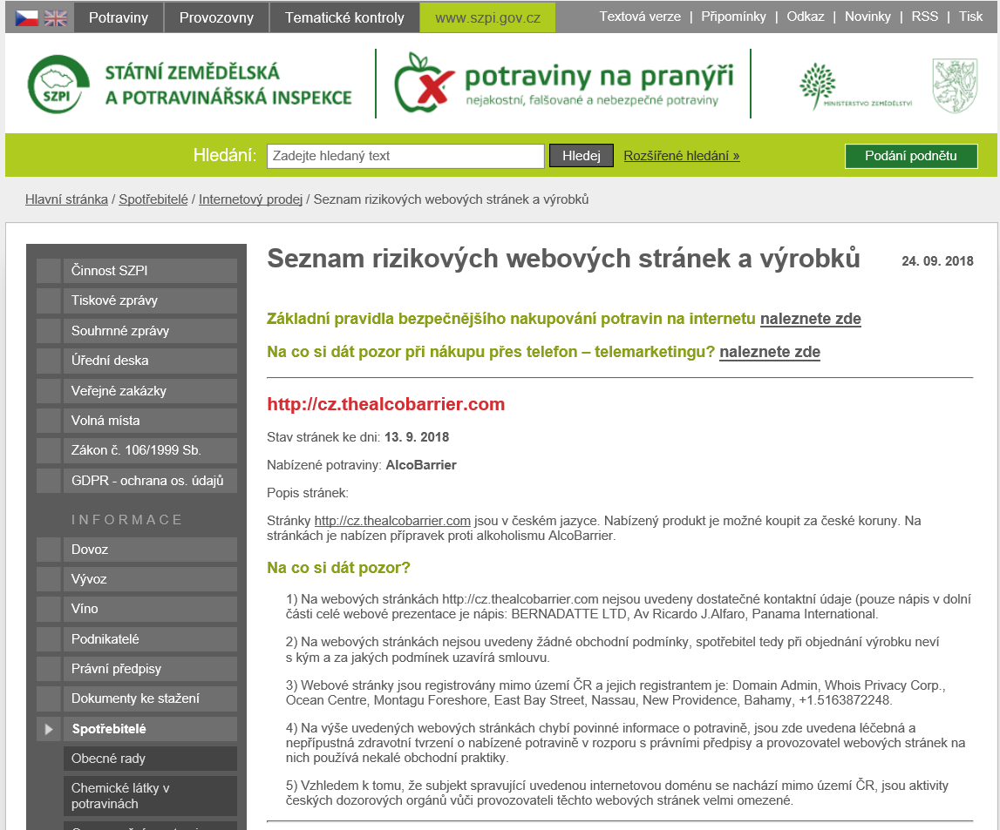 Potraviny Provozovny Tematické kontroly www.szpi.gov.cz Textová verze | Připomínky | Odkaz | Novinky | RSS | Tisk
STÁTNÍ ZEMĚDĚLSKÁ
A POTRAVINÁŘSKÁ INSPEKCE
SZPI
potraviny na pranýři
nejakostní, falšované a nebezpečné potraviny
MINISTERSTVO ZEMĚDĚLSTVÍ
Hledání: Zadejte hledaný text Hledej Rozšířené hledání » Podání podnětu
Hlavní stránka / Spotřebitelé / Internetový prodej / Seznam rizikových webových stránek a výrobků
Činnost SZPI
Tiskové zprávy
Souhrnné zprávy
Úřední deska
Veřejné zakázky
Volná místa
Zákon č. 106/1999 Sb.
GDPR - ochrana os. údajů
INFORMACE
Dovoz
Vývoz
Víno
Podnikatelé
Právní předpisy
Dokumenty ke stažení
Spotřebitelé
Obecné rady
Chemické látky v
potravinách
Seznam rizikových webových stránek a výrobků 24. 09. 2018
Základní pravidla bezpečnějšího nakupování potravin na internetu naleznete zde
Na co si dát pozor při nákupu přes telefon – telemarketingu? naleznete zde
http://cz.thealcobarrier.com
Stav stránek ke dni: 13. 9. 2018
Nabízené potraviny: AlcoBarrier
Popis stránek:
Stránky http://cz.thealcobarrier.com jsou v českém jazyce. Nabízený produkt je možné koupit za české koruny. Na
stránkách je nabízen přípravek proti alkoholismu AlcoBarrier.
Na co si dát pozor?
1) Na webových stránkách http://cz.thealcobarrier.com nejsou uvedeny dostatečné kontaktní údaje (pouze nápis v dolní
části celé webové prezentace je nápis: BERNADATTE LTD, Av Ricardo J.Alfaro, Panama International.
2) Na webových stránkách nejsou uvedeny žádné obchodní podmínky, spotřebitel tedy při objednání výrobku neví
s kým a za jakých podmínek uzavírá smlouvu.
3) Webové stránky jsou registrovány mimo území ČR a jejich registrantem je: Domain Admin, Whois Privacy Corp.,
Ocean Centre, Montagu Foreshore, East Bay Street, Nassau, New Providence, Bahamy, +1.5163872248.
4) Na výše uvedených webových stránkách chybí povinné informace o potravině, jsou zde uvedena léčebná a
nepřípustná zdravotní tvrzení o nabízené potravině v rozporu s právními předpisy a provozovatel webových stránek na
nich používá nekalé obchodní praktiky.
5) Vzhledem k tomu, že subjekt spravující uvedenou internetovou doménu se nachází mimo území ČR, jsou aktivity
českých dozorových orgánů vůči provozovateli těchto webových stránek velmi omezené.